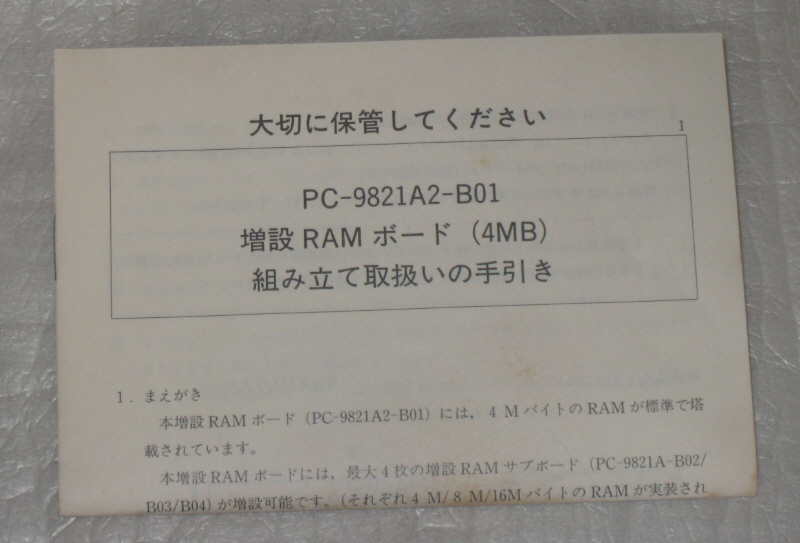 大切に保管してください
1
PC-9821A2-B01
増設 RAM ボード (4MB)
組み立て取扱いの手引き
1. まえがき
本増設 RAM ボード (PC-9821A2-B01) には, 4 M バイトの RAM が標準で塔
載されています。
本増設 RAM ボードには, 最大 4 枚の増設 RAM サブボード (PC-9821A-B02/
B03/B04) が増設可能です。(それぞれ 4 M/ 8 M/16M バイトの RAM が実装され